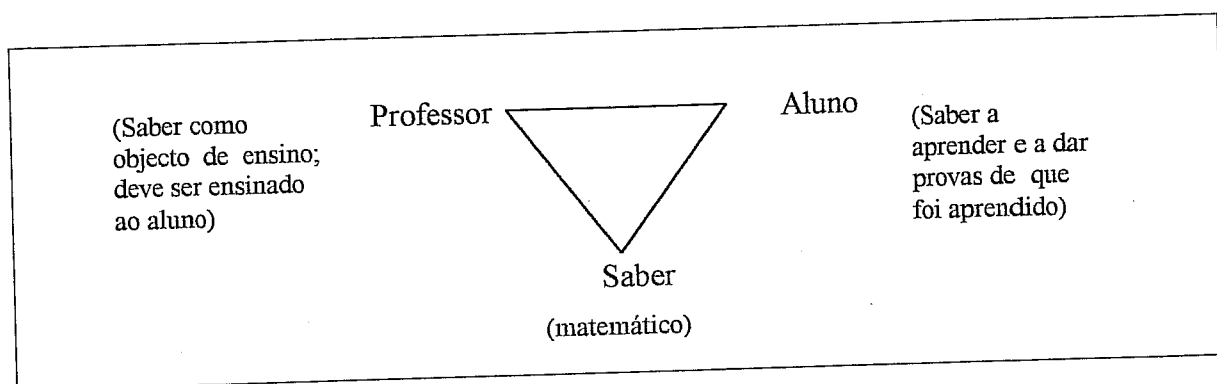 (Saber como
objecto de ensino;
deve ser ensinado
ao aluno)
Professor
Aluno
(Saber a
aprender e a dar
provas de que
foi aprendido)
Saber
(matemático)